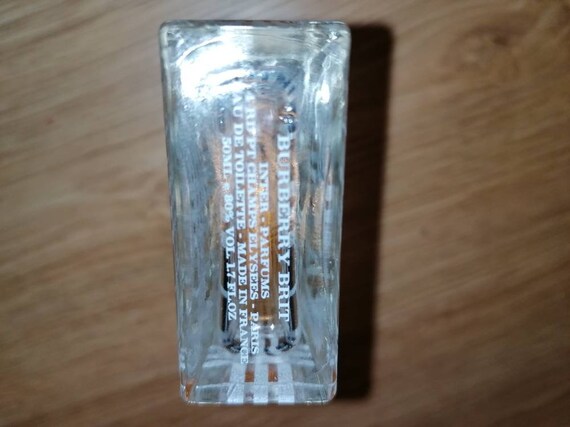 BURBERRY BRIT
INTER - PARFUMS
CHAMPS ELYSEES - PARIS
EAU DE TOILETTE - MADE IN FRANCE
50ML e 80% VOL 1.7 FL.OZ